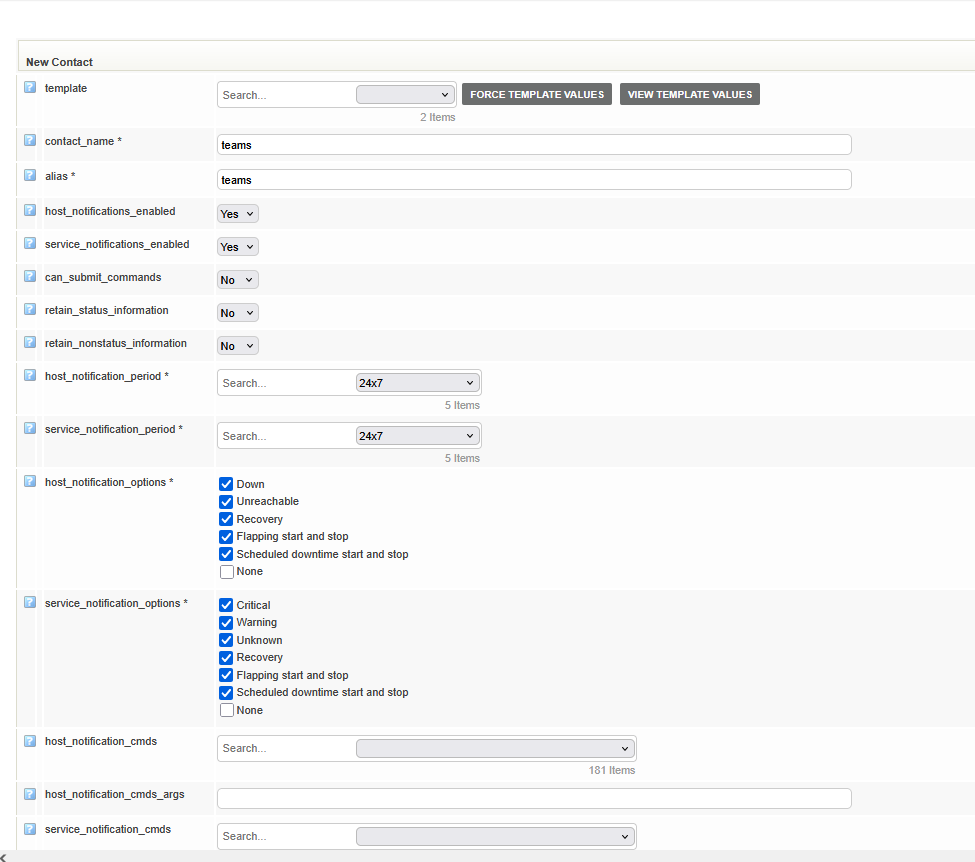 New Contact
template
Search...
FORCE TEMPLATE VALUES
VIEW TEMPLATE VALUES
2 Items
contact_name *
teams
alias *
teams
host_notifications_enabled
Yes
service_notifications_enabled
Yes
can_submit_commands
No
retain_status_information
No
retain_nonstatus_information
No
host_notification_period *
Search...
24x7
5 Items
service_notification_period *
Search...
24x7
5 Items
host_notification_options *
Down
Unreachable
Recovery
Flapping start and stop
Scheduled downtime start and stop
None
service_notification_options *
Critical
Warning
Unknown
Recovery
Flapping start and stop
Scheduled downtime start and stop
None
host_notification_cmds
Search...
181 Items
host_notification_cmds_args
service_notification_cmds
Search...